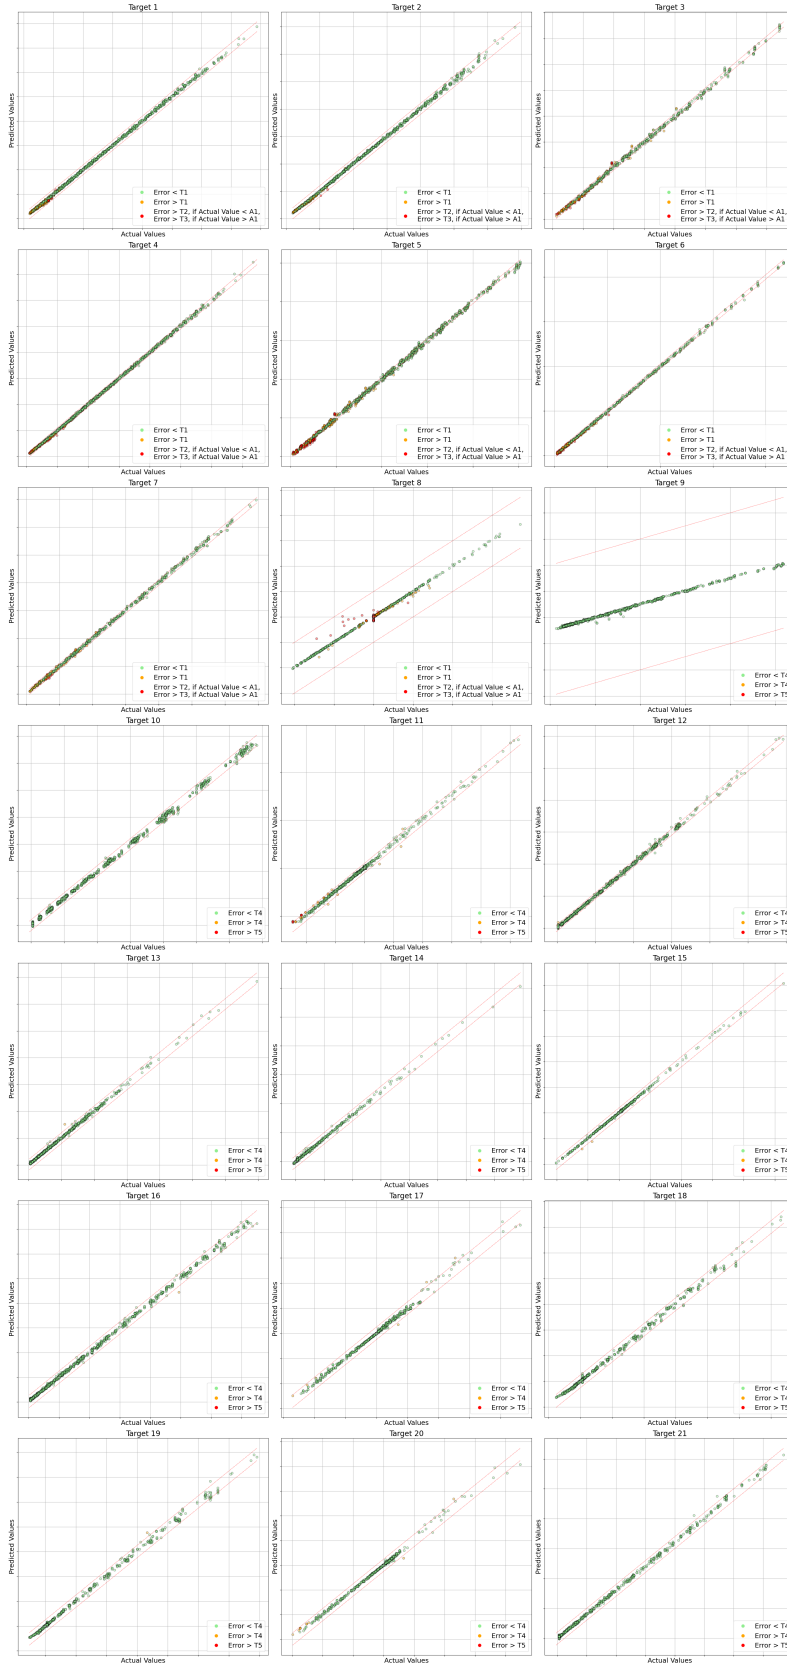 Target 1
Target 2
Target 3
Predicted Values
Predicted Values
Predicted Values
Error < T1
Error > T1
Error > T2, if Actual Value < A1,
Error > T3, if Actual Value > A1
Error < T1
Error > T1
Error > T2, if Actual Value < A1,
Error > T3, if Actual Value > A1
Error < T1
Error > T1
Error > T2, if Actual Value < A1,
Error > T3, if Actual Value > A1
Actual Values
Actual Values
Actual Values
Target 4
Target 5
Target 6
Predicted Values
Predicted Values
Predicted Values
Error < T1
Error > T1
Error > T2, if Actual Value < A1,
Error > T3, if Actual Value > A1
Error < T1
Error > T1
Error > T2, if Actual Value < A1,
Error > T3, if Actual Value > A1
Error < T1
Error > T1
Error > T2, if Actual Value < A1,
Error > T3, if Actual Value > A1
Actual Values
Actual Values
Actual Values
Target 7
Target 8
Target 9
Predicted Values
Predicted Values
Predicted Values
Error < T1
Error > T1
Error > T2, if Actual Value < A1,
Error > T3, if Actual Value > A1
Error < T1
Error > T1
Error > T2, if Actual Value < A1,
Error > T3, if Actual Value > A1
Error < T4
Error > T4
Error > T5
Actual Values
Actual Values
Actual Values
Target 10
Target 11
Target 12
Predicted Values
Predicted Values
Predicted Values
Error < T4
Error > T4
Error > T5
Error < T4
Error > T4
Error > T5
Error < T4
Error > T4
Error > T5
Actual Values
Actual Values
Actual Values
Target 13
Target 14
Target 15
Predicted Values
Predicted Values
Predicted Values
Error < T4
Error > T4
Error > T5
Error < T4
Error > T4
Error > T5
Error < T4
Error > T4
Error > T5
Actual Values
Actual Values
Actual Values
Target 16
Target 17
Target 18
Predicted Values
Predicted Values
Predicted Values
Error < T4
Error > T4
Error > T5
Error < T4
Error > T4
Error > T5
Error < T4
Error > T4
Error > T5
Actual Values
Actual Values
Actual Values
Target 19
Target 20
Target 21
Predicted Values
Predicted Values
Predicted Values
Error < T4
Error > T4
Error > T5
Error < T4
Error > T4
Error > T5
Error < T4
Error > T4
Error > T5
Actual Values
Actual Values
Actual Values